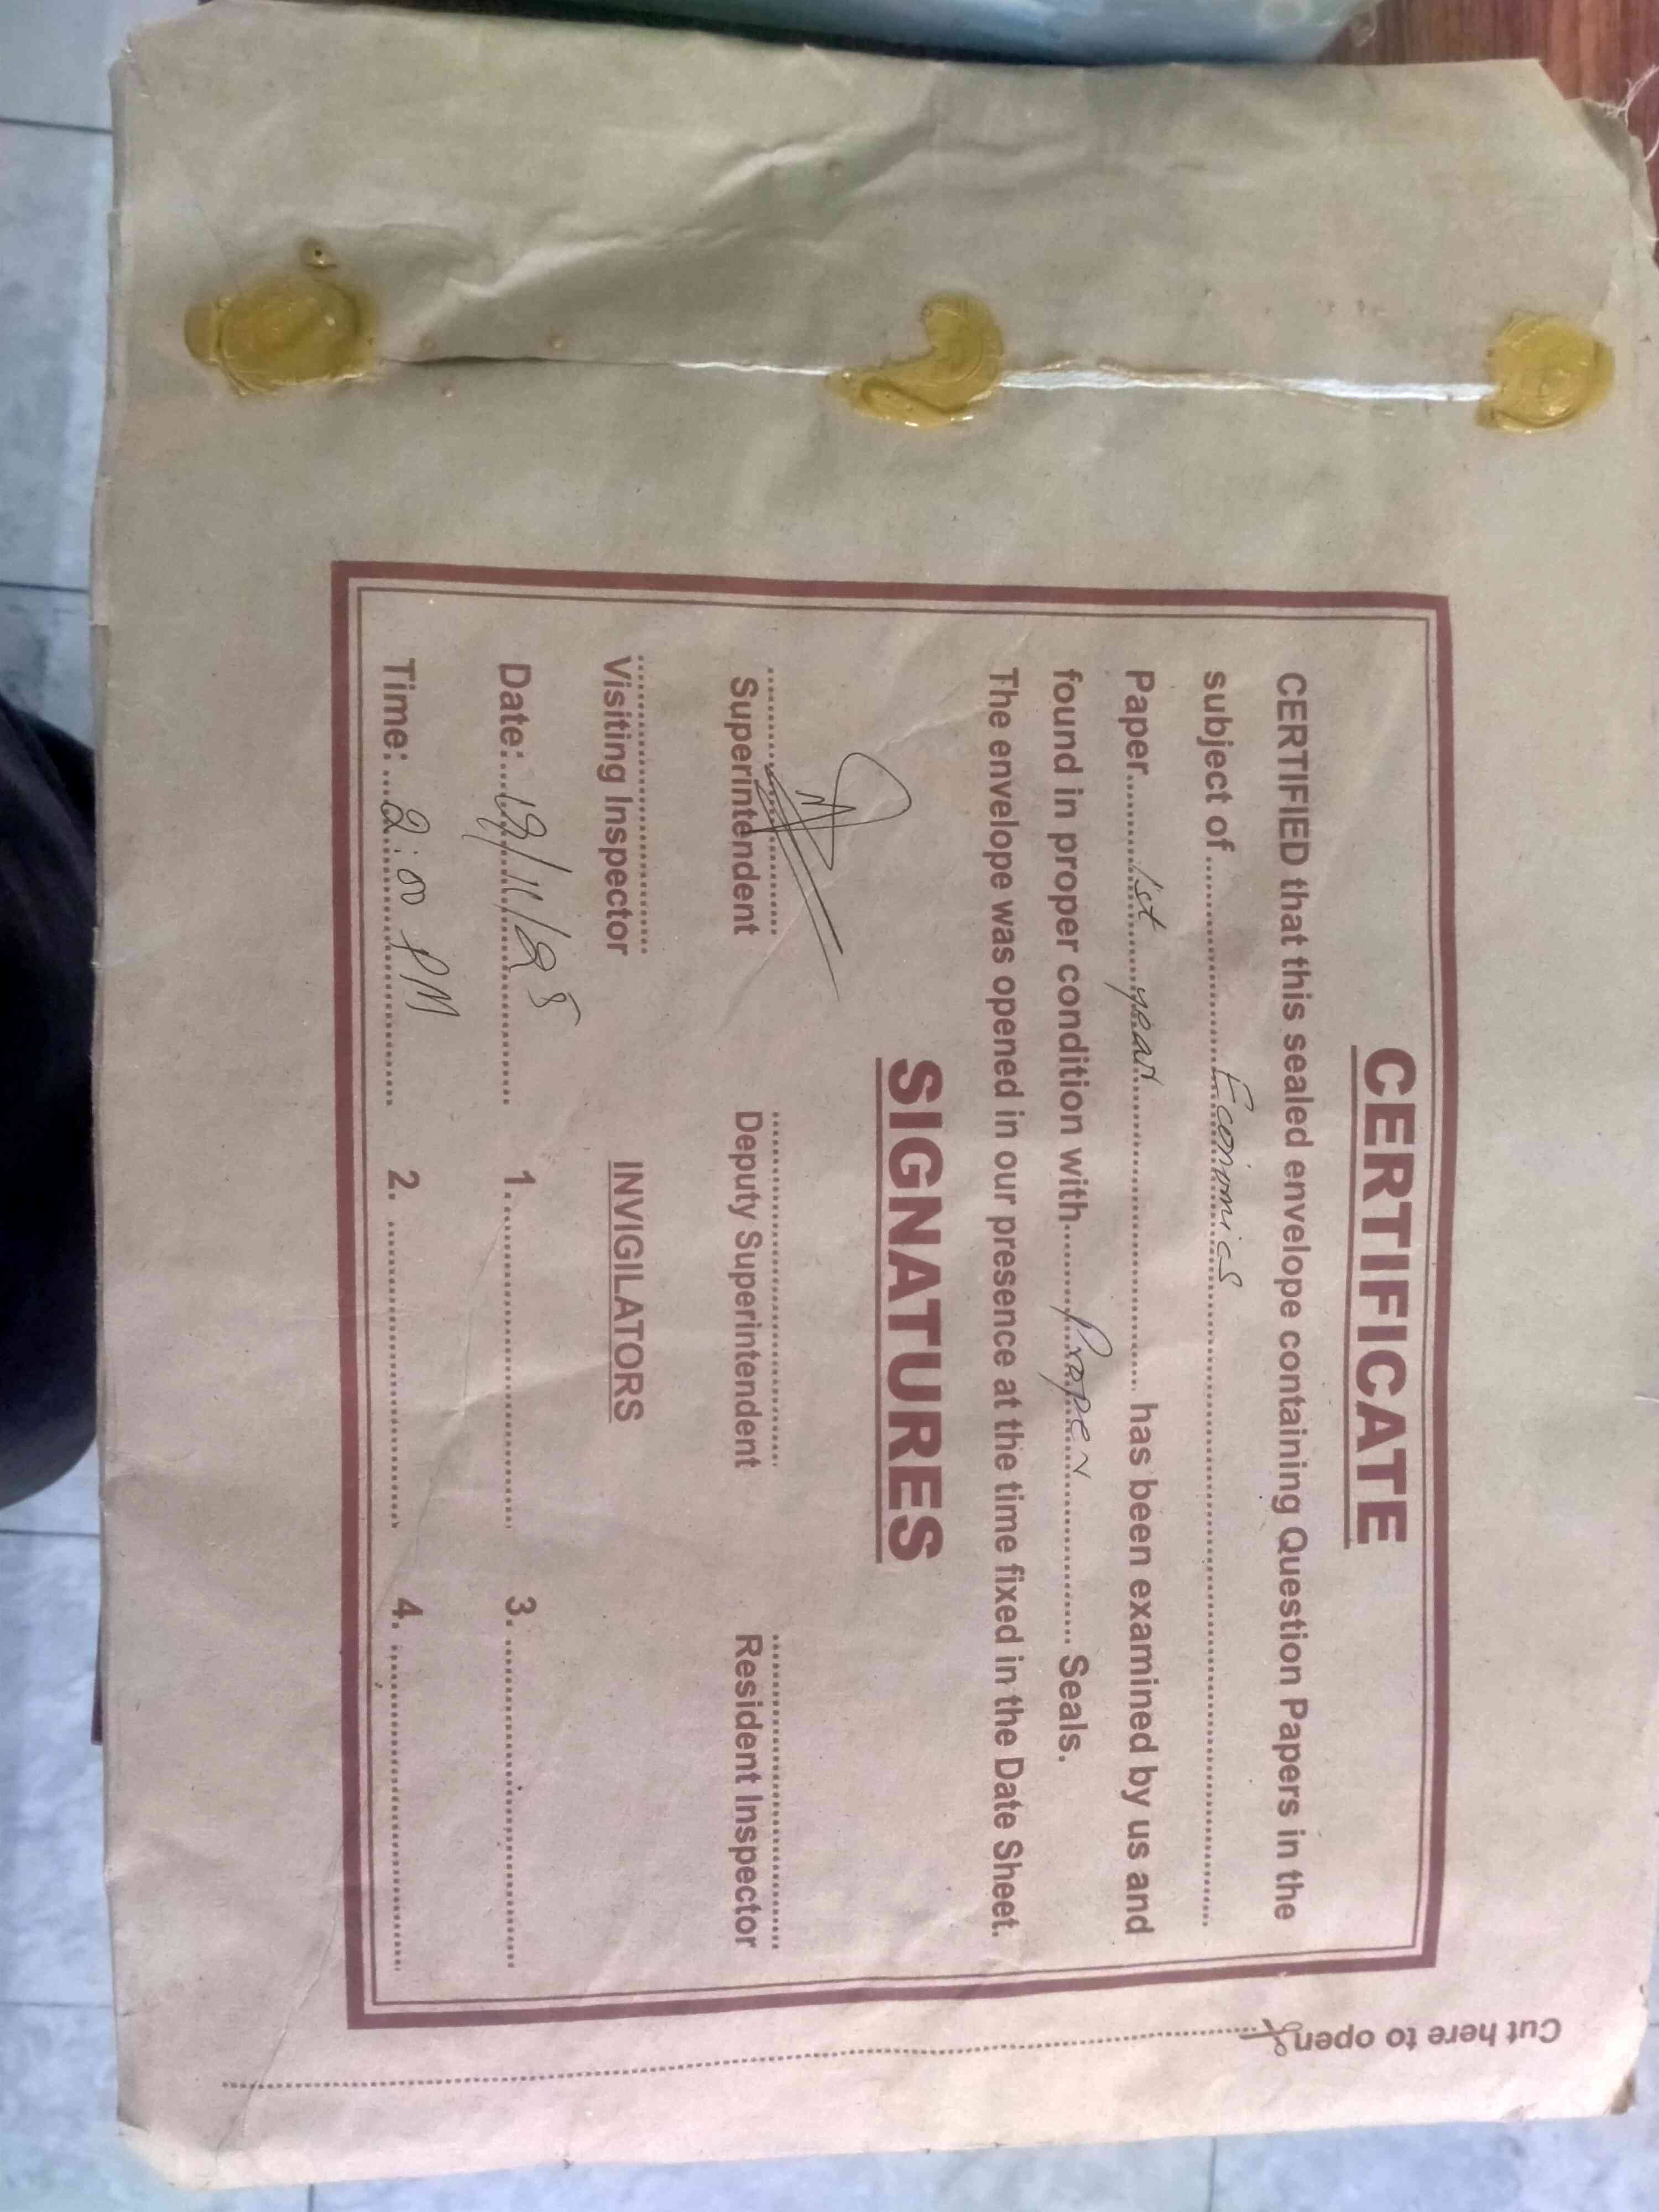 CERTIFICATE
CERTIFIED that this sealed envelope containing Question Papers in the
subject of .......... Economics ..........
Paper.......... 1st year .......... has been examined by us and
found in proper condition with.......... Proper .......... Seals.
The envelope was opened in our presence at the time fixed in the Date Sheet.
SIGNATURES
Superintendent Deputy Superintendent Resident Inspector
Visiting Inspector INVIGILATORS
Date: /11/25 1. 3.
Time: 2:00 PM 2. 4.
Cut here to open